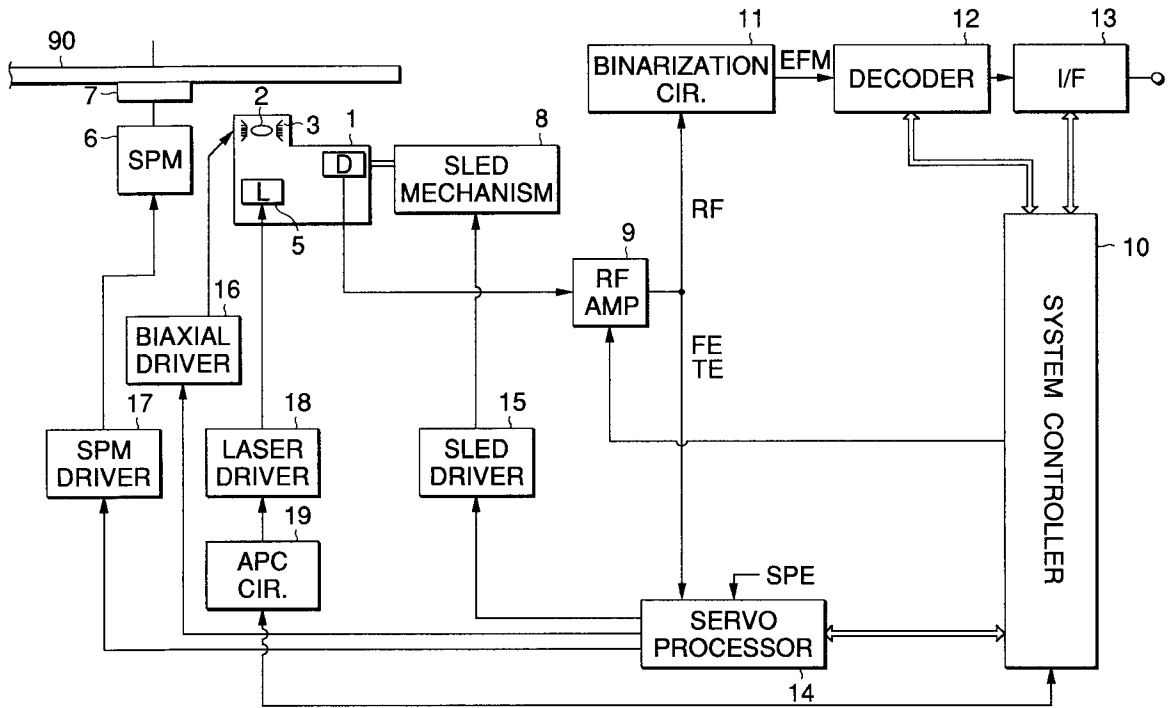 90
11
12
13
BINARIZATION
CIR.
EFM
DECODER
I/F
7
2
3
1
6
SPM
D
8
SLED
MECHANISM
L
5
RF
9
RF
AMP
10
SYSTEM CONTROLLER
16
BIAXIAL
DRIVER
FE
TE
17
SPM
DRIVER
18
LASER
DRIVER
15
SLED
DRIVER
19
APC
CIR.
SPE
SERVO
PROCESSOR
14